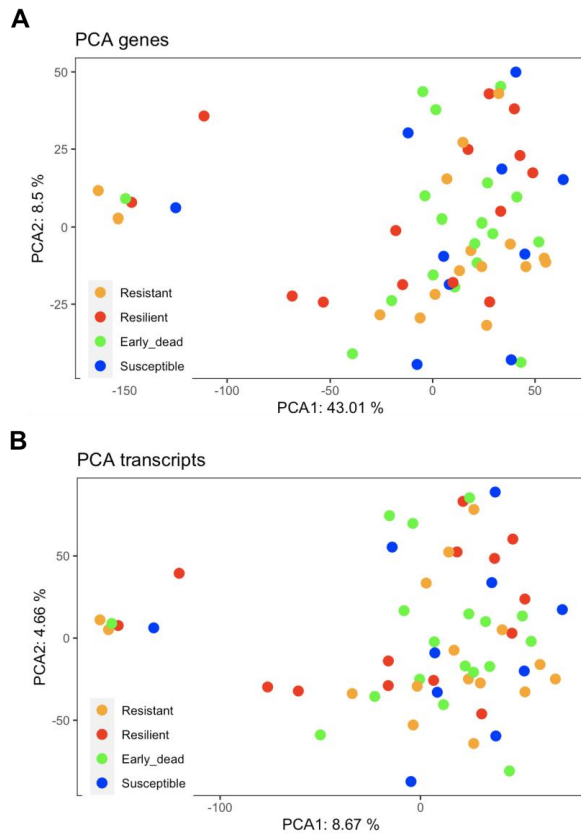 A
PCA genes
50
25
0
-25
PCA2: 8.5 %
Resistant
Resilient
Early_dead
Susceptible
-150
-100
-50
0
50
PCA1: 43.01 %
B
PCA transcripts
50
0
-50
PCA2: 4.66 %
Resistant
Resilient
Early_dead
Susceptible
-100
0
PCA1: 8.67 %